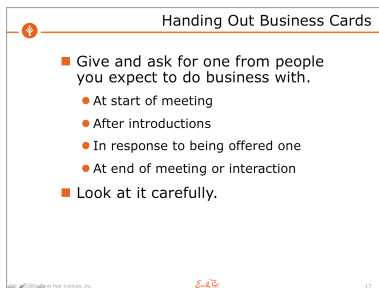 Handing Out Business Cards
Give and ask for one from people
you expect to do business with.
At start of meeting
After introductions
In response to being offered one
At end of meeting or interaction
Look at it carefully.
Post Institute, Inc.
17